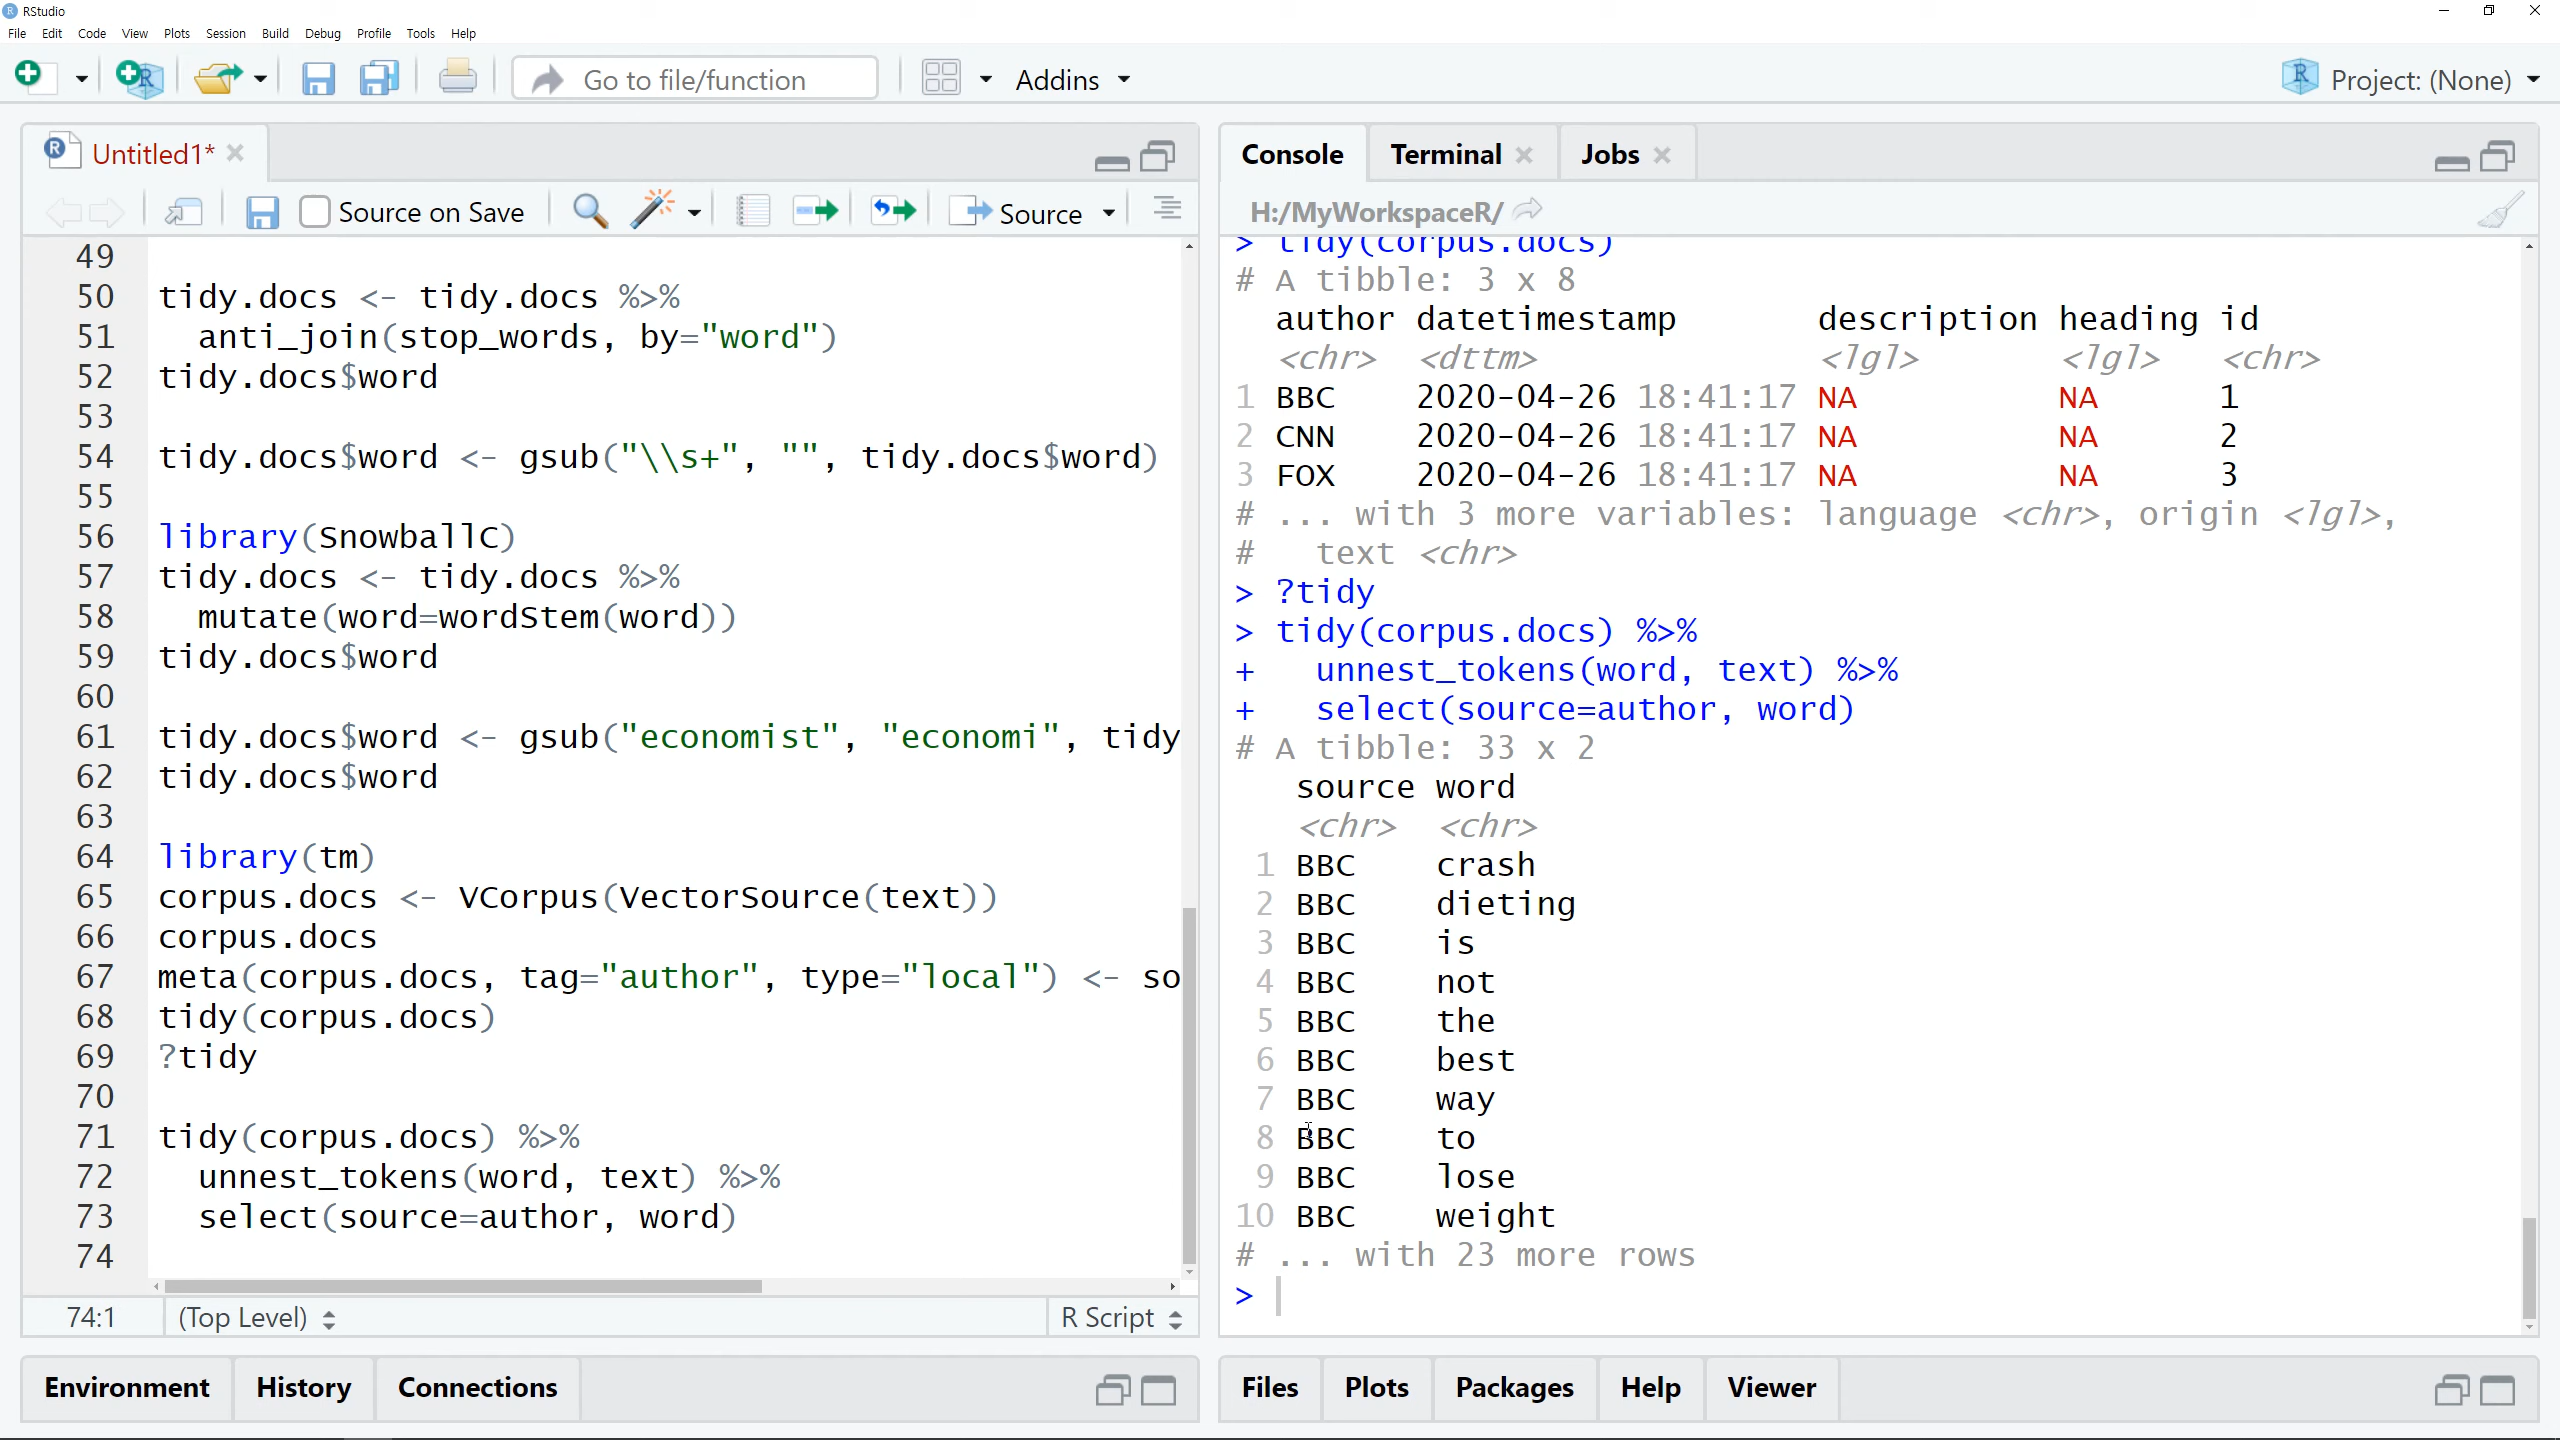 RStudio
File Edit Code View Plots Session Build Debug Profile Tools Help
Go to file/function
Addins
Project: (None)
Untitled1*
Source on Save
Source
49
50 tidy.docs <- tidy.docs %>%
51 anti_join(stop_words, by="word")
52 tidy.docs$word
53
54 tidy.docs$word <- gsub("\\s+", "", tidy.docs$word)
55
56 library(SnowballC)
57 tidy.docs <- tidy.docs %>%
58 mutate(word=wordStem(word))
59 tidy.docs$word
60
61 tidy.docs$word <- gsub("economist", "economi", tidy
62 tidy.docs$word
63
64 library(tm)
65 corpus.docs <- VCorpus(VectorSource(text))
66 corpus.docs
67 meta(corpus.docs, tag="author", type="local") <- so
68 tidy(corpus.docs)
69 ?tidy
70
71 tidy(corpus.docs) %>%
72 unnest_tokens(word, text) %>%
73 select(source=author, word)
74
74:1 (Top Level) R Script
Environment History Connections
Console Terminal Jobs
H:/MyWorkspaceR/
> tidy(corpus.docs)
# A tibble: 3 x 8
author datetimestamp description heading id
<chr> <dttm> <lgl> <lgl> <chr>
1 BBC 2020-04-26 18:41:17 NA NA 1
2 CNN 2020-04-26 18:41:17 NA NA 2
3 FOX 2020-04-26 18:41:17 NA NA 3
# ... with 3 more variables: language <chr>, origin <lgl>,
# text <chr>
> ?tidy
> tidy(corpus.docs) %>%
+ unnest_tokens(word, text) %>%
+ select(source=author, word)
# A tibble: 33 x 2
source word
<chr> <chr>
1 BBC crash
2 BBC dieting
3 BBC is
4 BBC not
5 BBC the
6 BBC best
7 BBC way
8 BBC to
9 BBC lose
10 BBC weight
# ... with 23 more rows
>
Files Plots Packages Help Viewer